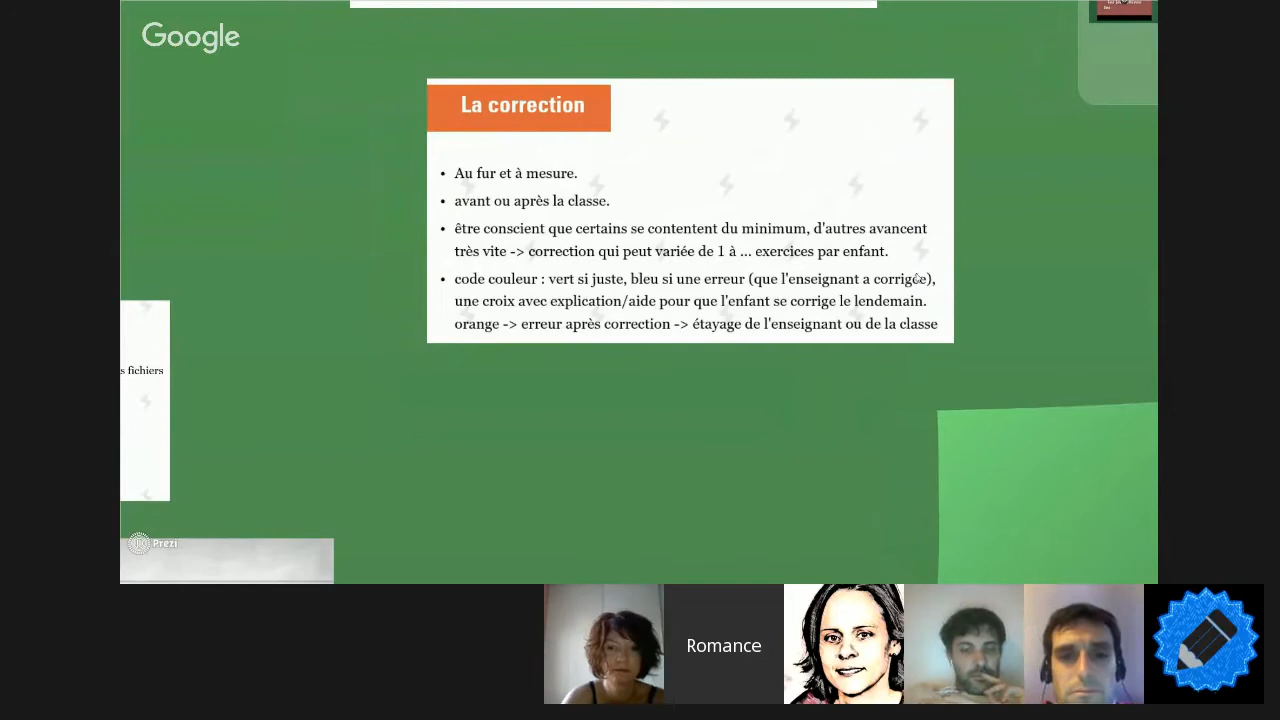 Google
La correction
• Au fur et à mesure.
• avant ou après la classe.
• être conscient que certains se contentent du minimum, d'autres avancent
très vite -> correction qui peut variée de 1 à ... exercices par enfant.
• code couleur : vert si juste, bleu si une erreur (que l'enseignant a corrigée),
une croix avec explication/aide pour que l'enfant se corrige le lendemain.
orange -> erreur après correction -> étayage de l'enseignant ou de la classe
s fichiers
Prezi
Romance